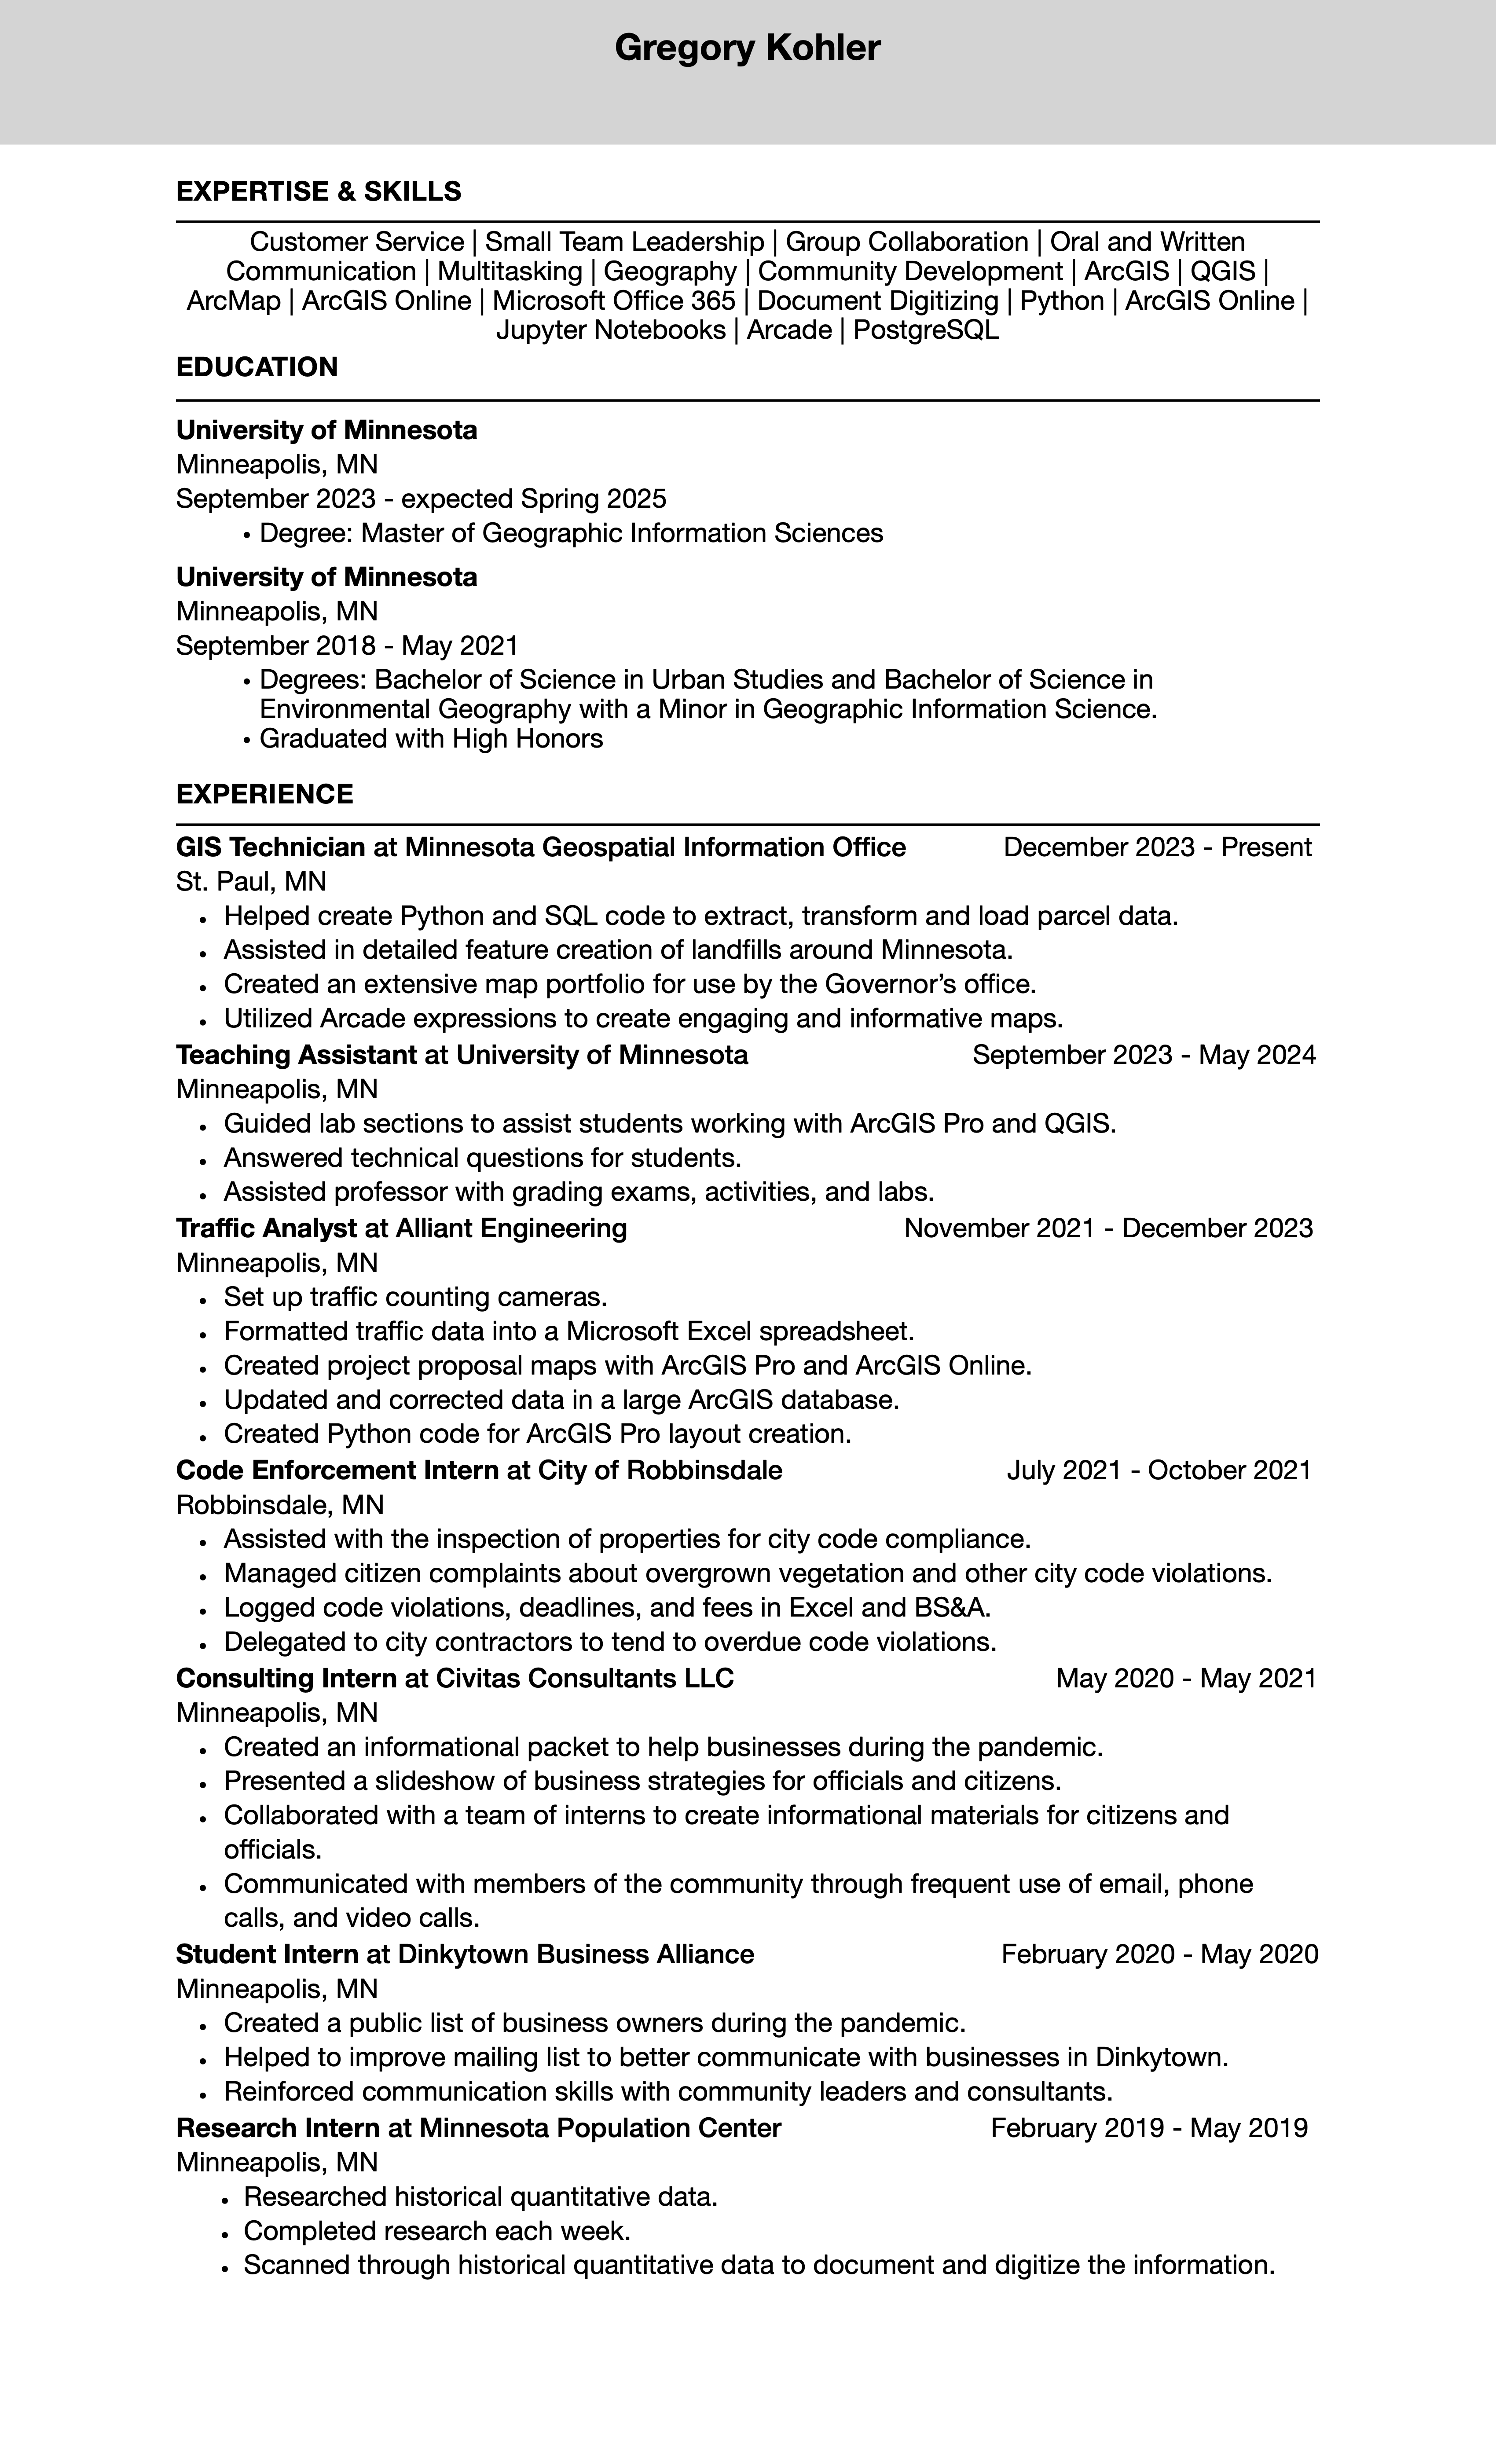 Gregory Kohler
EXPERTISE & SKILLS
Customer Service | Small Team Leadership | Group Collaboration | Oral and Written
Communication | Multitasking | Geography | Community Development | ArcGIS | QGIS |
ArcMap | ArcGIS Online | Microsoft Office 365 | Document Digitizing | Python | ArcGIS Online |
Jupyter Notebooks | Arcade | PostgreSQL
EDUCATION
University of Minnesota
Minneapolis, MN
September 2023 - expected Spring 2025
• Degree: Master of Geographic Information Sciences
University of Minnesota
Minneapolis, MN
September 2018 - May 2021
• Degrees: Bachelor of Science in Urban Studies and Bachelor of Science in
Environmental Geography with a Minor in Geographic Information Science.
• Graduated with High Honors
EXPERIENCE
GIS Technician at Minnesota Geospatial Information Office December 2023 - Present
St. Paul, MN
• Helped create Python and SQL code to extract, transform and load parcel data.
• Assisted in detailed feature creation of landfills around Minnesota.
• Created an extensive map portfolio for use by the Governor’s office.
• Utilized Arcade expressions to create engaging and informative maps.
Teaching Assistant at University of Minnesota September 2023 - May 2024
Minneapolis, MN
• Guided lab sections to assist students working with ArcGIS Pro and QGIS.
• Answered technical questions for students.
• Assisted professor with grading exams, activities, and labs.
Traffic Analyst at Alliant Engineering November 2021 - December 2023
Minneapolis, MN
• Set up traffic counting cameras.
• Formatted traffic data into a Microsoft Excel spreadsheet.
• Created project proposal maps with ArcGIS Pro and ArcGIS Online.
• Updated and corrected data in a large ArcGIS database.
• Created Python code for ArcGIS Pro layout creation.
Code Enforcement Intern at City of Robbinsdale July 2021 - October 2021
Robbinsdale, MN
• Assisted with the inspection of properties for city code compliance.
• Managed citizen complaints about overgrown vegetation and other city code violations.
• Logged code violations, deadlines, and fees in Excel and BS&A.
• Delegated to city contractors to tend to overdue code violations.
Consulting Intern at Civitas Consultants LLC May 2020 - May 2021
Minneapolis, MN
• Created an informational packet to help businesses during the pandemic.
• Presented a slideshow of business strategies for officials and citizens.
• Collaborated with a team of interns to create informational materials for citizens and
officials.
• Communicated with members of the community through frequent use of email, phone
calls, and video calls.
Student Intern at Dinkytown Business Alliance February 2020 - May 2020
Minneapolis, MN
• Created a public list of business owners during the pandemic.
• Helped to improve mailing list to better communicate with businesses in Dinkytown.
• Reinforced communication skills with community leaders and consultants.
Research Intern at Minnesota Population Center February 2019 - May 2019
Minneapolis, MN
• Researched historical quantitative data.
• Completed research each week.
• Scanned through historical quantitative data to document and digitize the information.